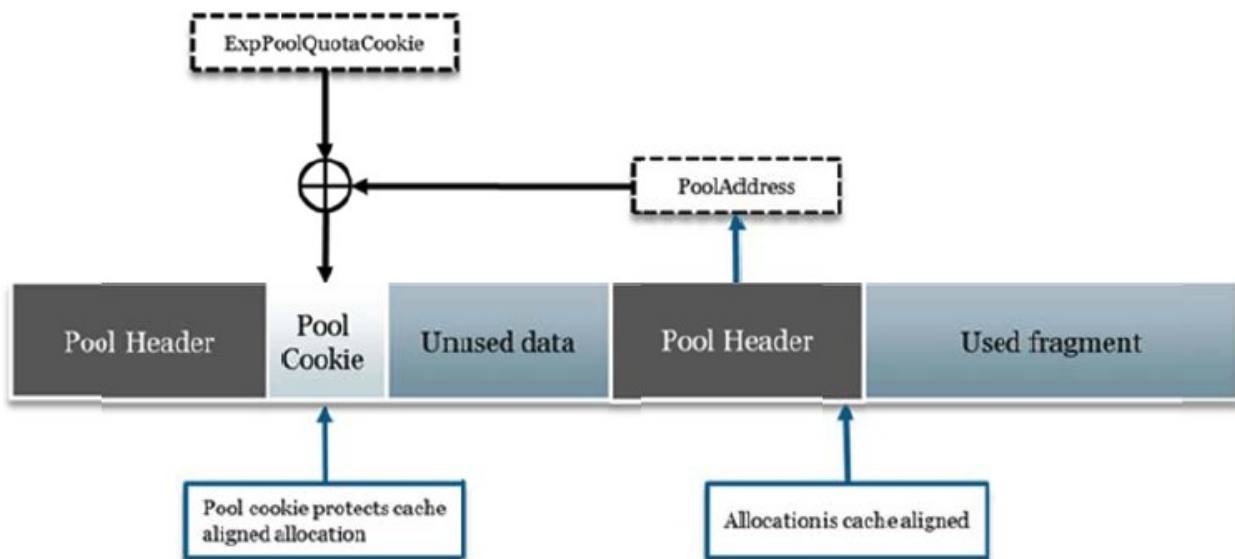 ExpPoolQuotaCookie
PoolAddress
Pool Header
Pool
Cookie
Unused data
Pool Header
Used fragment
Pool cookie protects cache
aligned allocation
Allocationis cache aligned